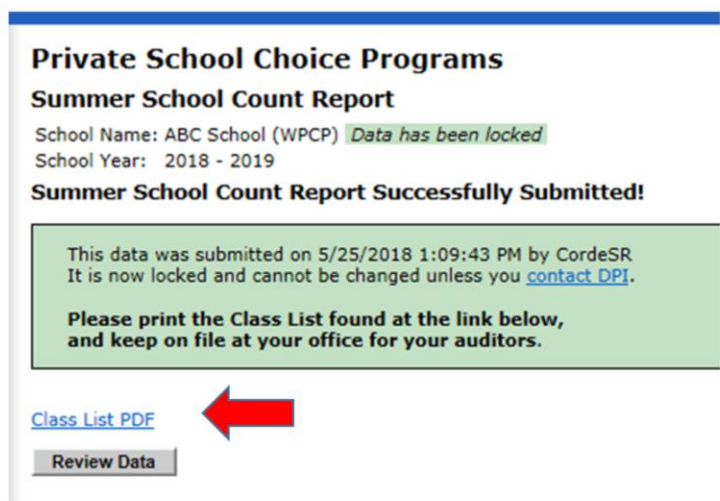 Private School Choice Programs
Summer School Count Report
School Name: ABC School (WPCP) Data has been locked
School Year: 2018 - 2019
Summer School Count Report Successfully Submitted!
This data was submitted on 5/25/2018 1:09:43 PM by CordeSR
It is now locked and cannot be changed unless you contact DPI.
Please print the Class List found at the link below,
and keep on file at your office for your auditors.
Class List PDF
Review Data